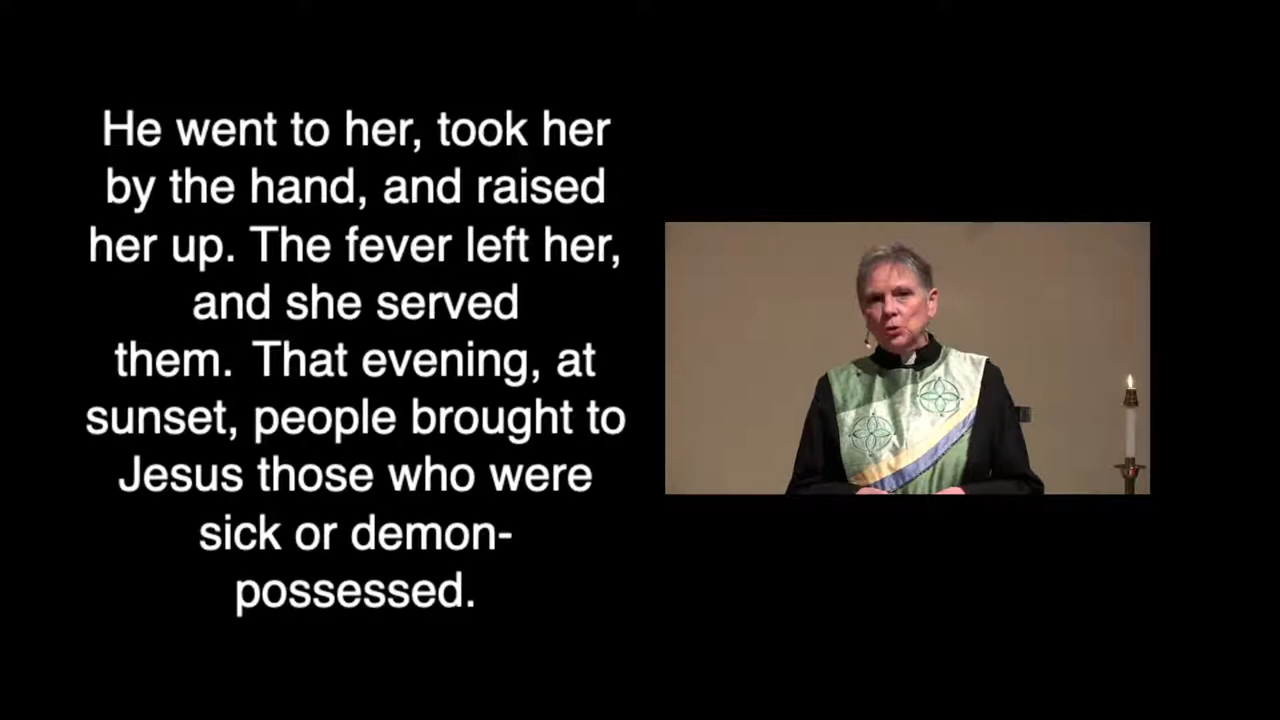 He went to her, took her
by the hand, and raised
her up. The fever left her,
and she served
them. That evening, at
sunset, people brought to
Jesus those who were
sick or demon-
possessed.